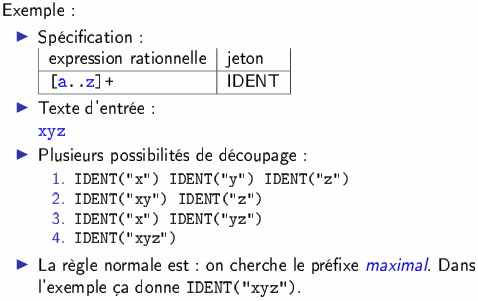 Exemple :
Spécification :
expression rationnelle jeton
[a..z]+ IDENT
Texte d'entrée :
xyz
Plusieurs possibilités de découpage :
1. IDENT("x") IDENT("y") IDENT("z")
2. IDENT("xy") IDENT("z")
3. IDENT("x") IDENT("yz")
4. IDENT("xyz")
La règle normale est : on cherche le préfixe maximal. Dans
l'exemple ça donne IDENT("xyz").